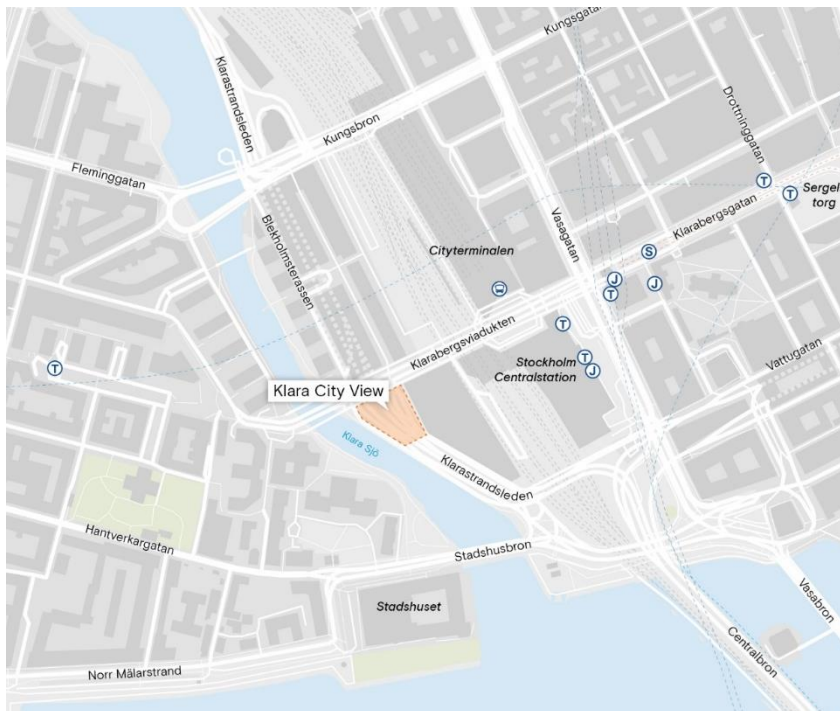 Kungsgatan
Klarastrandsleden
Kungsbron
Drottninggatan
Fleminggatan
Sergels
torg
Blekholmsterassen
Vasagatan
Klarabergsgatan
Cityterminalen
S
J
J
T
T
T
T
Klarabergsviadukten
Vattugatan
T
Stockholm
Centralstation
T
J
T
Klara City View
Klara Sjö
Klarastrandsleden
Hantverkargatan
Stadshusbron
Stadshuset
Vasabron
Centralbron
Norr Mälarstrand